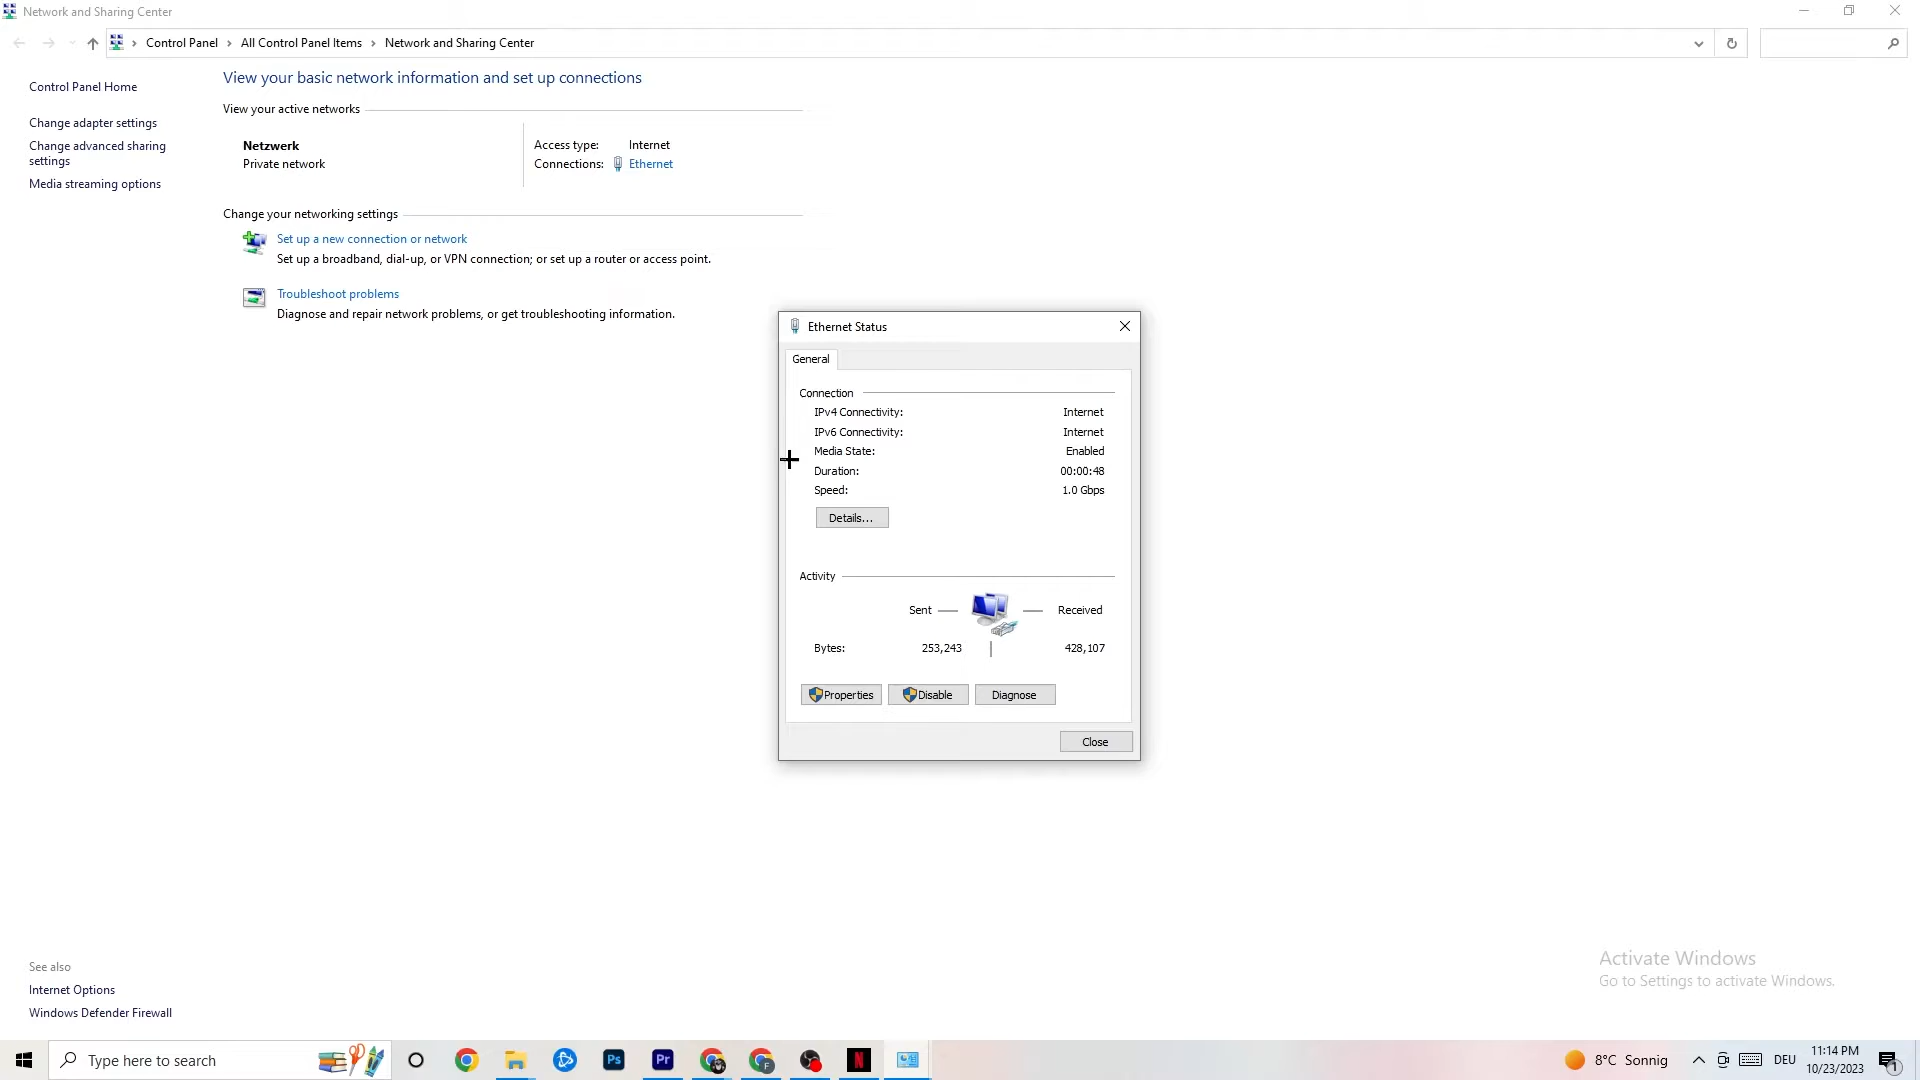 Network and Sharing Center
Control Panel > All Control Panel Items > Network and Sharing Center
Control Panel Home
Change adapter settings
Change advanced sharing
settings
Media streaming options
View your basic network information and set up connections
View your active networks
Netzwerk
Private network
Access type: Internet
Connections: Ethernet
Change your networking settings
Set up a new connection or network
Set up a broadband, dial-up, or VPN connection; or set up a router or access point.
Troubleshoot problems
Diagnose and repair network problems, or get troubleshooting information.
Ethernet Status
General
Connection
IPv4 Connectivity: Internet
IPv6 Connectivity: Internet
Media State: Enabled
Duration: 00:00:48
Speed: 1.0 Gbps
Details...
Activity
Sent — Received
Bytes: 253,243 | 428,107
Properties Disable Diagnose
Close
See also
Internet Options
Windows Defender Firewall
Activate Windows
Go to Settings to activate Windows.
Type here to search
Ps
Pr
F
N
8°C Sonnig
DEU
11:14 PM
10/23/2023
1